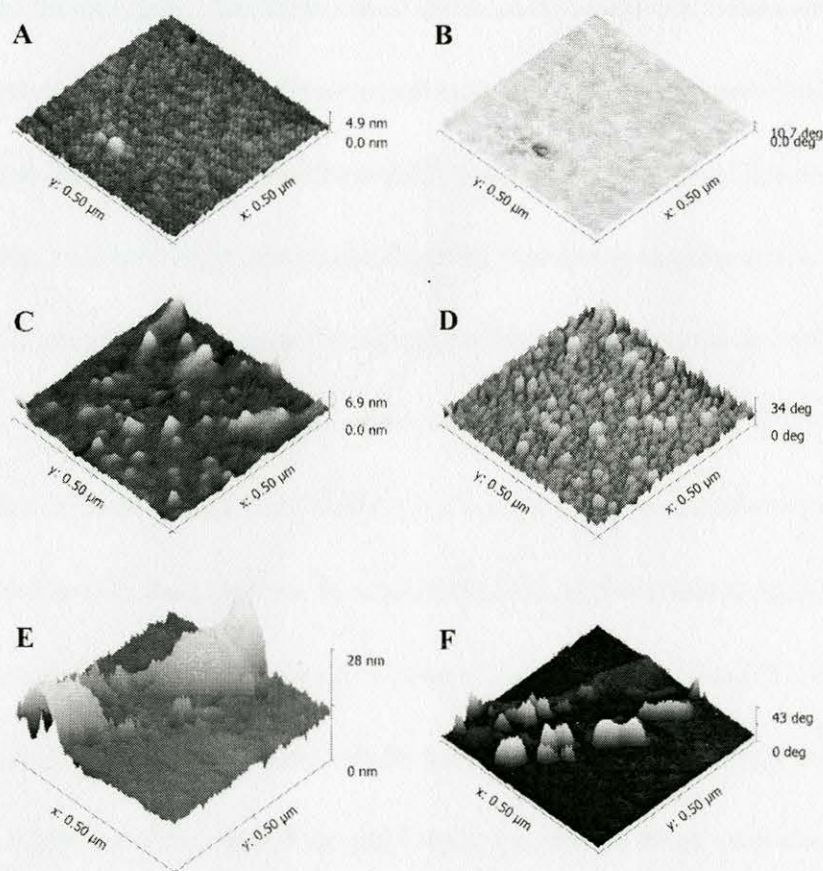 A
4.9 nm
0.0 nm
y: 0.50 µm
x: 0.50 µm
B
10.7 deg
0.0 deg
y: 0.50 µm
x: 0.50 µm
C
6.9 nm
0.0 nm
y: 0.50 µm
x: 0.50 µm
D
34 deg
0 deg
y: 0.50 µm
x: 0.50 µm
E
28 nm
0 nm
x: 0.50 µm
y: 0.50 µm
F
43 deg
0 deg
x: 0.50 µm
y: 0.50 µm